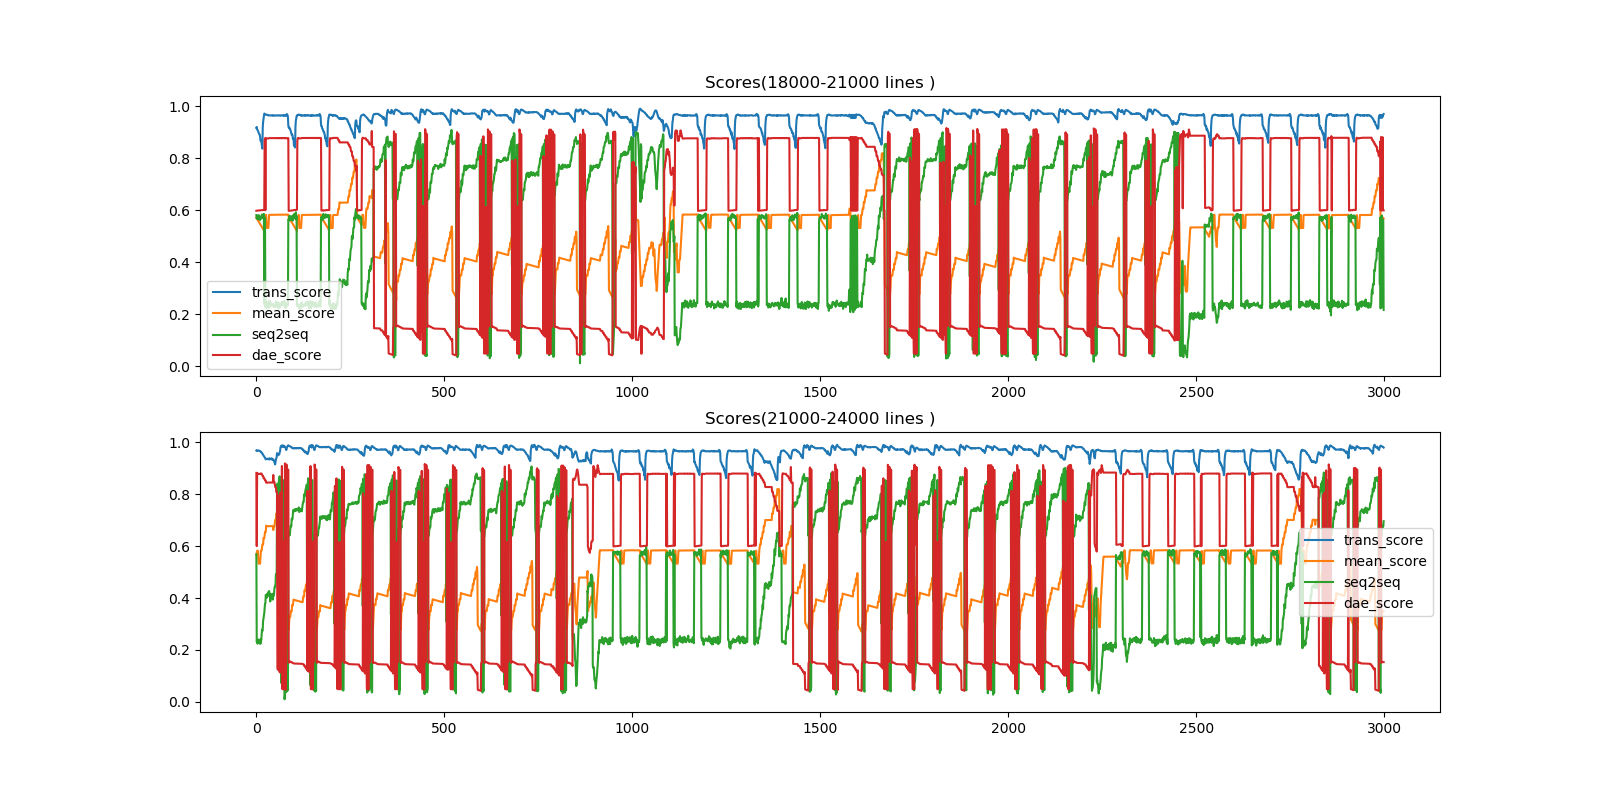 Scores(18000-21000 lines )
1.0
0.8
0.6
0.4
0.2
0.0
trans_score
mean_score
seq2seq
dae_score
0 500 1000 1500 2000 2500 3000
Scores(21000-24000 lines )
1.0
0.8
0.6
0.4
0.2
0.0
trans_score
mean_score
seq2seq
dae_score
0 500 1000 1500 2000 2500 3000